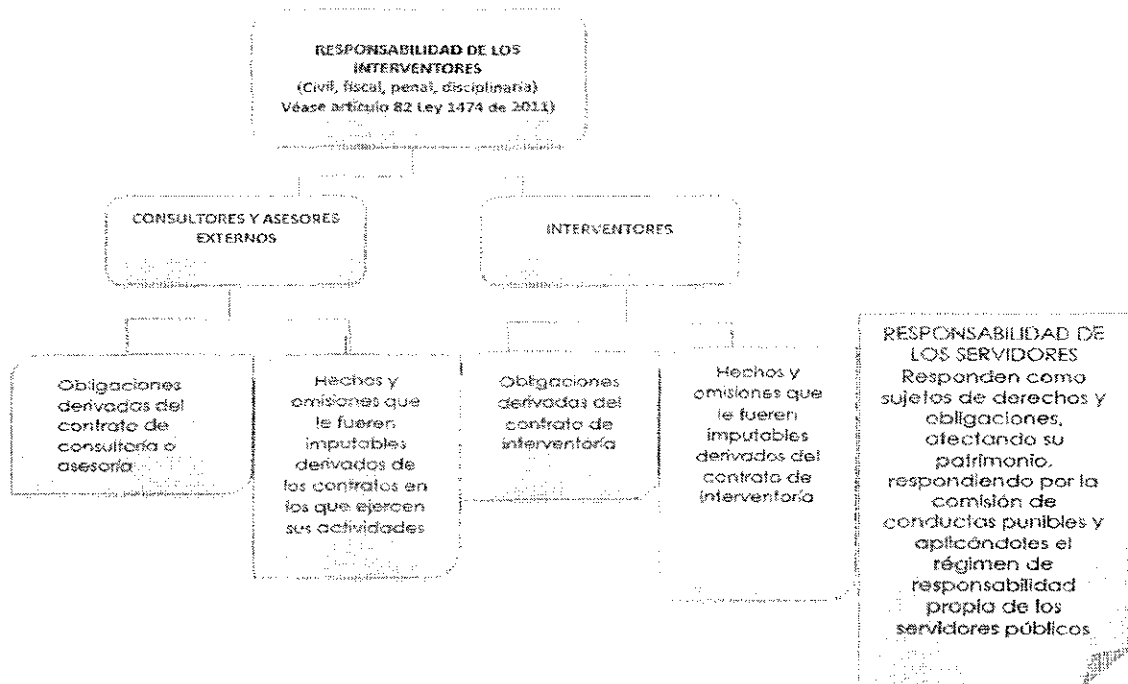 RESPONSABILIDAD DE LOS
INTERVENTORES
(Civil, fiscal, penal, disciplinaria)
Véase artículo 82 Ley 1474 de 2011)
CONSULTORES Y ASESORES
EXTERNOS
INTERVENTORES
Obligaciones
derivadas del
contrato de
consultoría o
asesoría
Hechos y
omisiones que
le fueren
imputables
derivados de
los contratos en
los que ejercen
sus actividades
Obligaciones
derivadas del
contrato de
interventoría
Hechos y
omisiones que
le fueren
imputables
derivados del
contrato de
interventoría
RESPONSABILIDAD DE
LOS SERVIDORES
Responden como
sujetos de derechos y
obligaciones,
afectando su
patrimonio,
respondiendo por la
comisión de
conductas punibles y
aplicándoles el
régimen de
responsabilidad
propia de los
servidores públicos